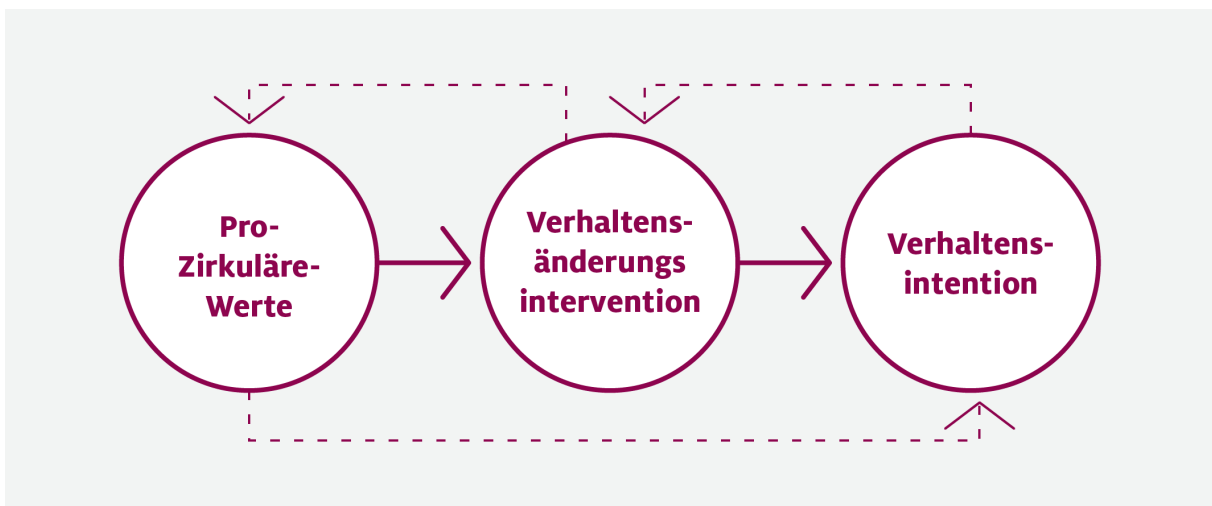 Pro-
Zirkuläre-
Werte
Verhaltens-
änderungs
intervention
Verhaltens-
intention